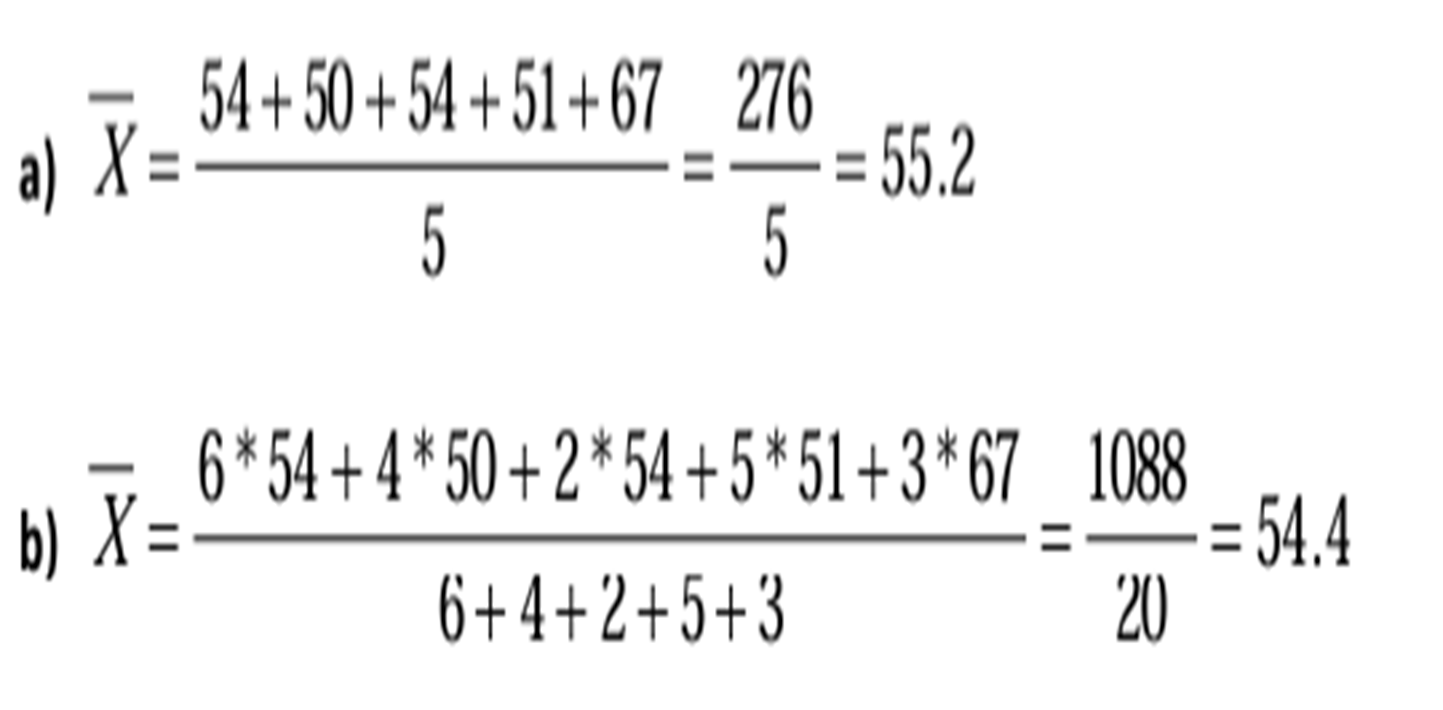 a) X̄ = (54 + 50 + 54 + 51 + 67) / 5 = 276 / 5 = 55.2
b) X̄ = (6 * 54 + 4 * 50 + 2 * 54 + 5 * 51 + 3 * 67) / (6 + 4 + 2 + 5 + 3) = 1088 / 20 = 54.4